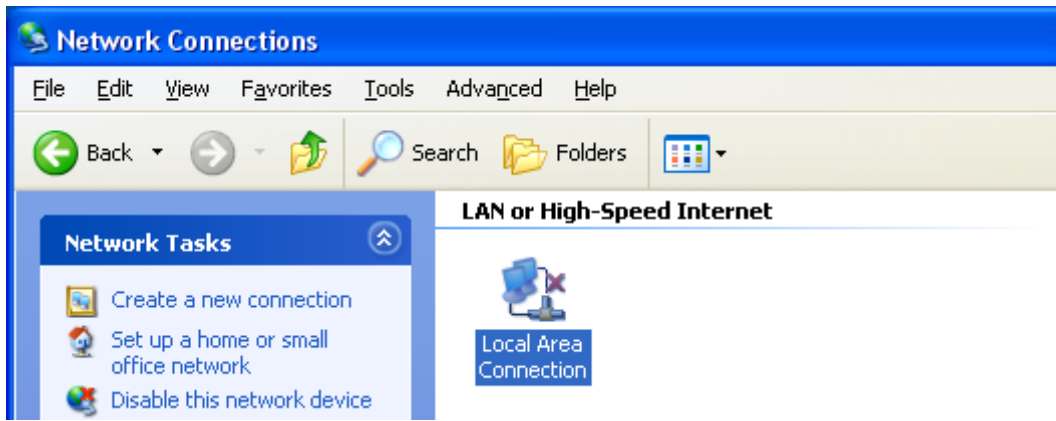 Network Connections
File Edit View Favorites Tools Advanced Help
Back Search Folders
LAN or High-Speed Internet
Network Tasks
Create a new connection
Set up a home or small
office network
Disable this network device
Local Area
Connection